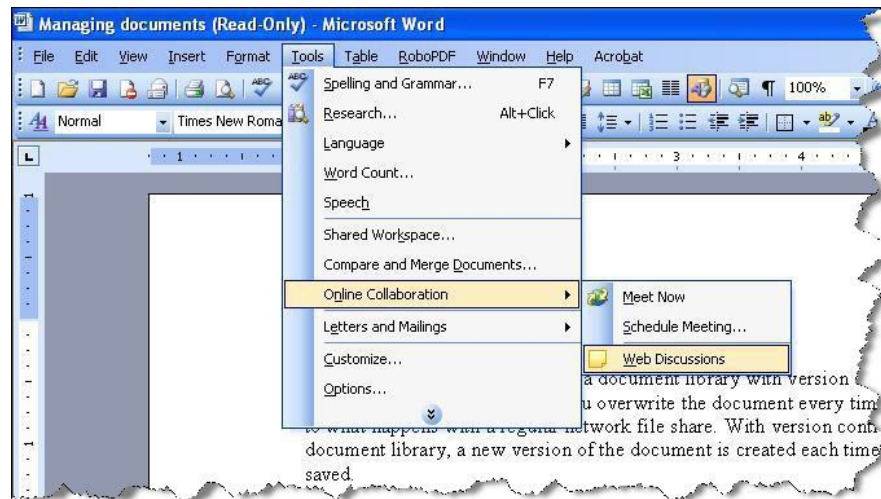 Managing documents (Read-Only) - Microsoft Word
File Edit View Insert Format Tools Table RoboPDF Window Help Acrobat
100%
Normal Times New Roma
1 3 4
Spelling and Grammar... F7
Research... Alt+Click
Language
Word Count...
Speech
Shared Workspace...
Compare and Merge Documents...
Online Collaboration
Letters and Mailings
Customize...
Options...
Meet Now
Schedule Meeting...
Web Discussions
a document library with version
overwrite the document every tim
to what happens with a regular network file share. With version contr
document library, a new version of the document is created each time
saved.